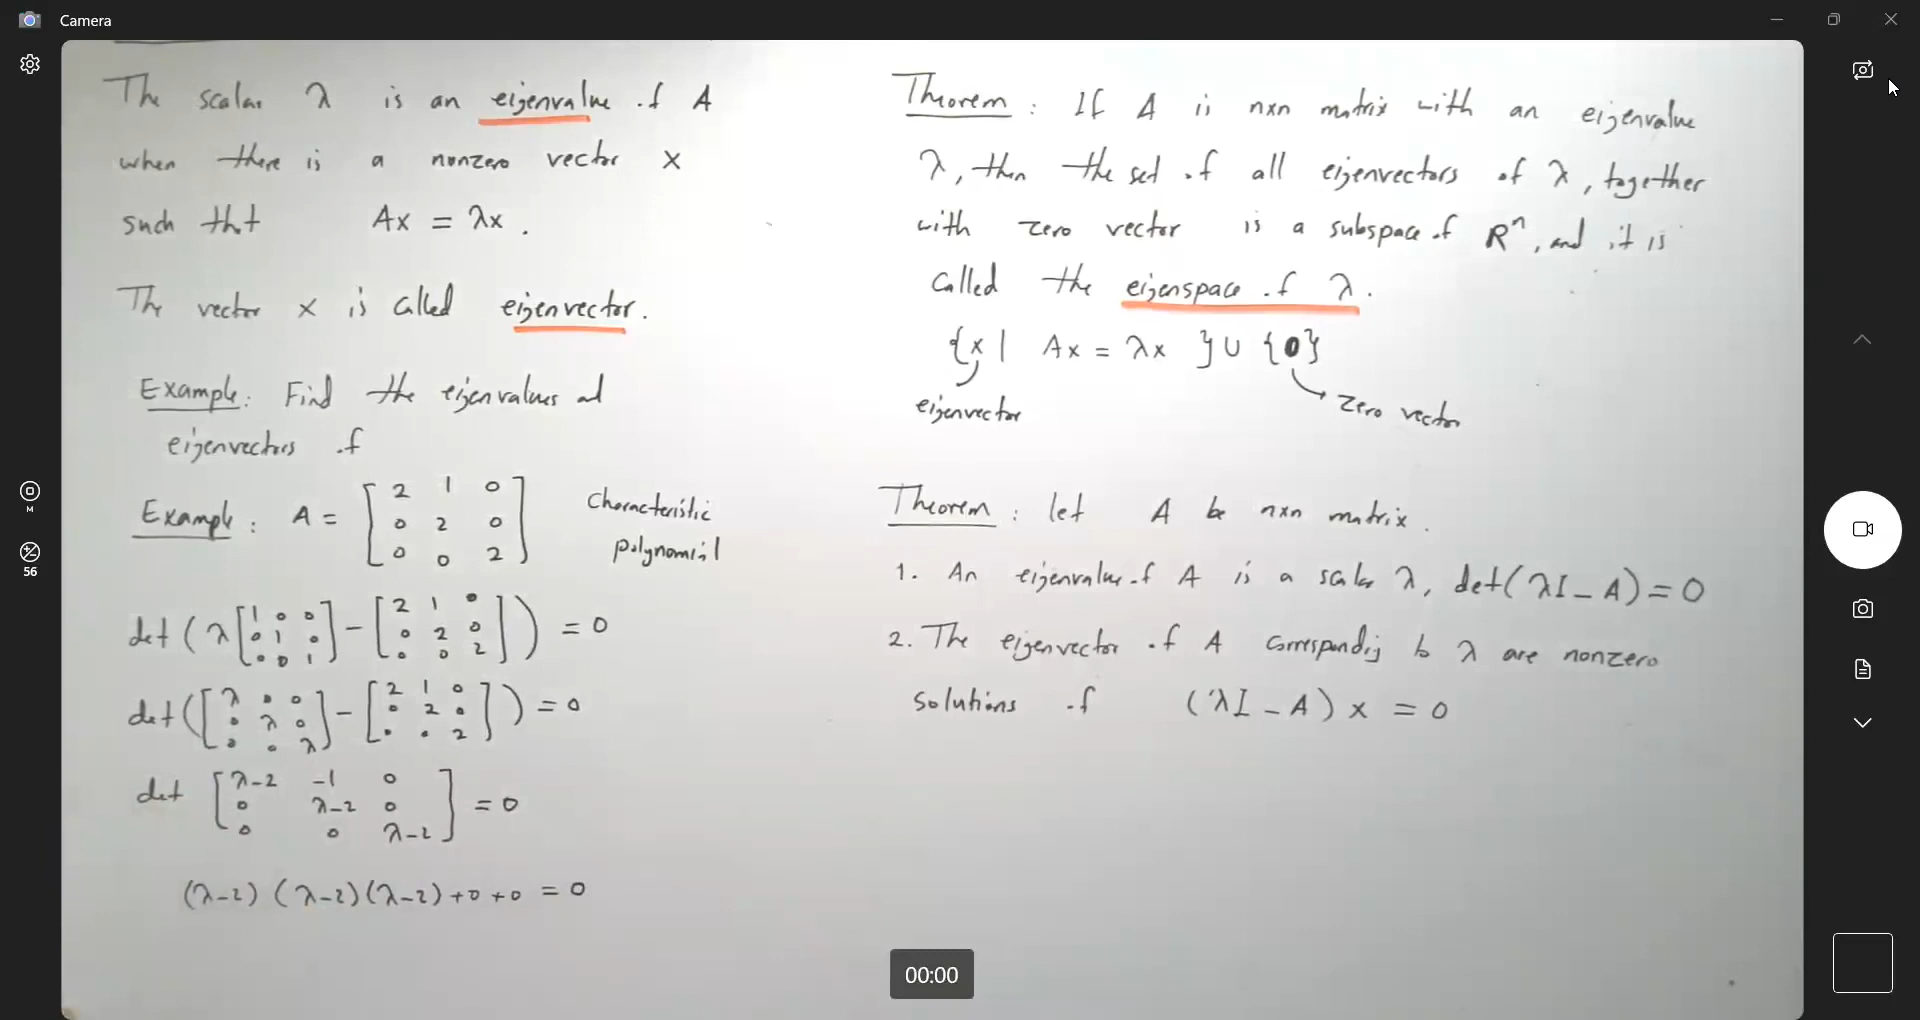 Camera
The scalar λ is an eigenvalue of A
when there is a nonzero vector x
such that Ax = λx .
The vector x is called eigenvector.
Example: Find the eigenvalues and
eigenvectors of
Example : A = [ 2 1 0
0 2 0
0 0 2 ]
Characteristic
polynomial
det ( λ [ 1 0 0
0 1 0
0 0 1 ] - [ 2 1 0
0 2 0
0 0 2 ] ) = 0
det ( [ λ 0 0
0 λ 0
0 0 λ ] - [ 2 1 0
0 2 0
0 0 2 ] ) = 0
det [ λ-2 -1 0
0 λ-2 0
0 0 λ-2 ] = 0
(λ-2) (λ-2)(λ-2) +0 +0 = 0
Theorem : If A is nxn matrix with an eigenvalue
λ, then the set of all eigenvectors of λ, together
with zero vector is a subspace of Rⁿ, and it is
called the eigenspace of λ.
{x | Ax = λx } ∪ {0}
eigenvector
zero vector
Theorem : let A be nxn matrix .
1. An eigenvalue of A is a scalar λ, det(λI - A) = 0
2. The eigenvector of A corresponding to λ are nonzero
solutions of (λI - A) x = 0
M
56
00:00